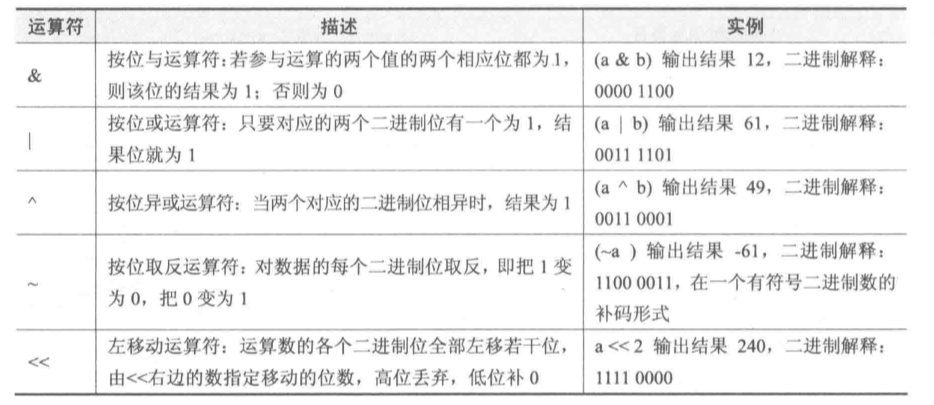 运算符 描述 实例
& 按位与运算符:若参与运算的两个值的两个相应位都为1, (a & b) 输出结果 12，二进制解释：
则该位的结果为 1；否则为 0 0000 1100
| 按位或运算符：只要对应的两个二进制位有一个为 1，结 (a | b) 输出结果 61，二进制解释：
果位就为 1 0011 1101
^ 按位异或运算符：当两个对应的二进制位相异时，结果为 1 (a ^ b) 输出结果 49，二进制解释：
0011 0001
~ 按位取反运算符：对数据的每个二进制位取反，即把 1 变 (~a ) 输出结果 -61，二进制解释：
为 0，把 0 变为 1 1100 0011，在一个有符号二进制数的
补码形式
<< 左移动运算符：运算数的各个二进制位全部左移若干位， a << 2 输出结果 240，二进制解释：
由<<右边的数指定移动的位数，高位丢弃，低位补 0 1111 0000